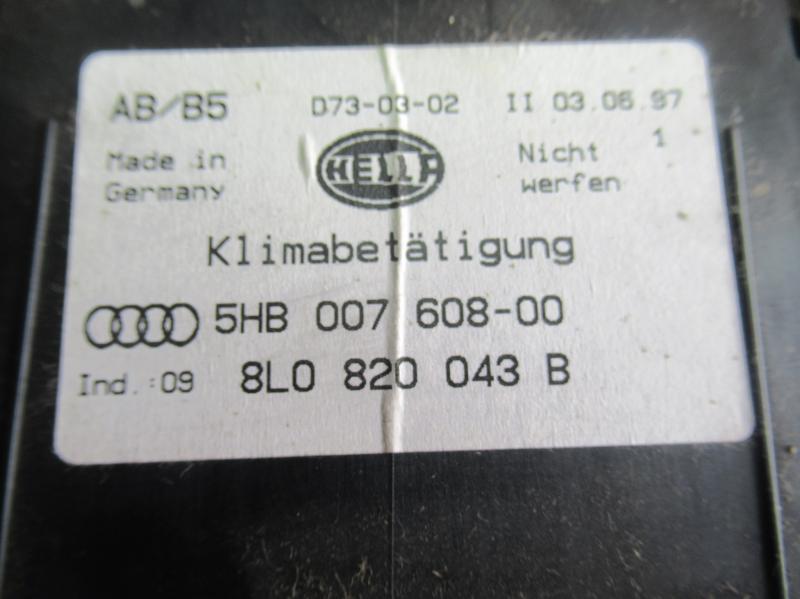 AB/B5 D73-03-02 II 03.06.97
Made in Germany
HELLA
Nicht werfen
1
Klimabetätigung
5HB 007 608-00
Ind.:09 8L0 820 043 B